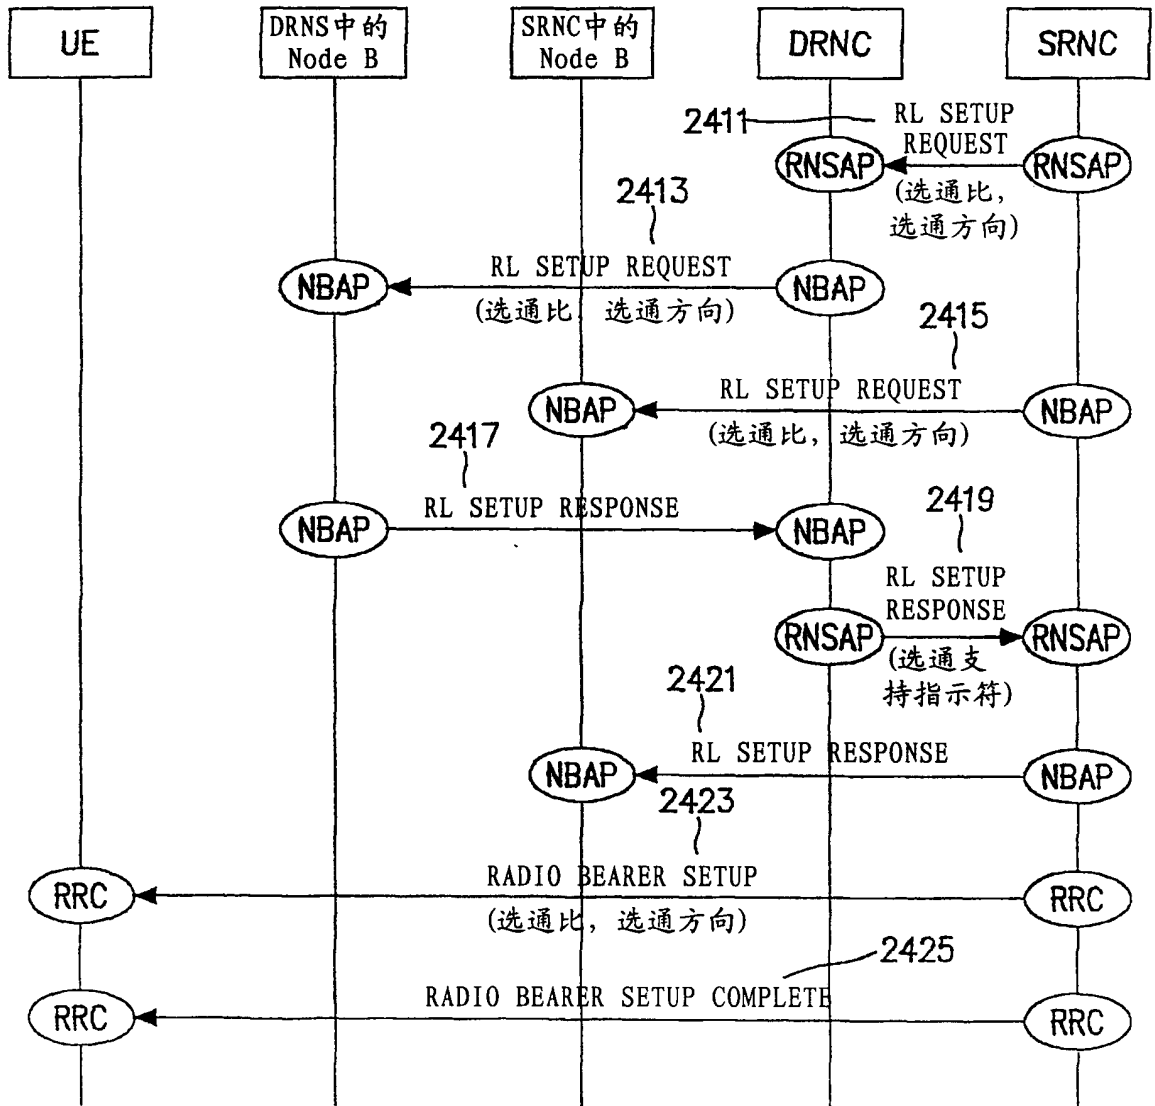 UE
DRNS中的
Node B
SRNC中的
Node B
DRNC
SRNC
2411
RL SETUP
REQUEST
RNSAP
RNSAP
(选通比,
选通方向)
2413
RL SETUP REQUEST
NBAP
NBAP
(选通比, 选通方向)
2415
RL SETUP REQUEST
NBAP
NBAP
(选通比, 选通方向)
2417
RL SETUP RESPONSE
NBAP
NBAP
2419
RL SETUP
RESPONSE
RNSAP
RNSAP
(选通支
持指示符)
2421
RL SETUP RESPONSE
NBAP
NBAP
2423
RADIO BEARER SETUP
RRC
RRC
(选通比, 选通方向)
2425
RADIO BEARER SETUP COMPLETE
RRC
RRC